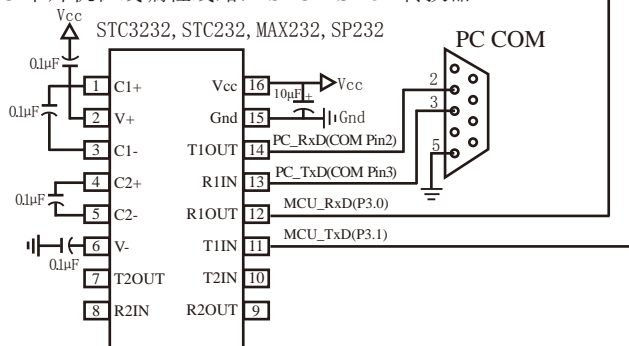 Vcc
STC3232, STC232, MAX232, SP232
PC COM
0.1μF
0.1μF
1 C1+ Vcc 16
Vcc
10μF +
2 V+ Gnd 15
Gnd
3 C1- T1OUT 14
PC_RxD(COM Pin2)
2
3
5
4 C2+ R1IN 13
PC_TxD(COM Pin3)
0.1μF
5 C2- R1OUT 12
MCU_RxD(P3.0)
6 V- T1IN 11
MCU_TxD(P3.1)
0.1μF
7 T2OUT T2IN 10
8 R2IN R2OUT 9